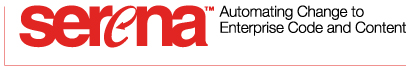 serena™ Automating Change to
Enterprise Code and Content